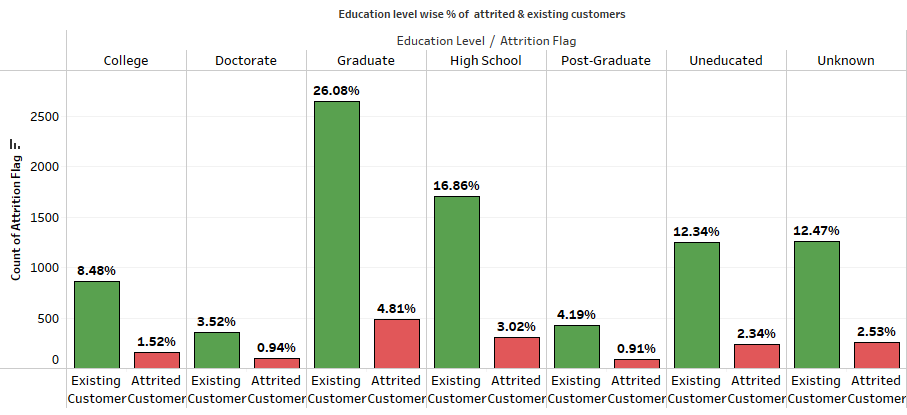 Education level wise % of attrited & existing customers
Education Level / Attrition Flag
College Doctorate Graduate High School Post-Graduate Uneducated Unknown
Count of Attrition Flag
2500
2000
1500
1000
500
0
8.48% 1.52% 3.52% 0.94% 26.08% 4.81% 16.86% 3.02% 4.19% 0.91% 12.34% 2.34% 12.47% 2.53%
Existing Attrited Existing Attrited Existing Attrited Existing Attrited Existing Attrited Existing Attrited Existing Attrited
Customer Customer Customer Customer Customer Customer Customer Customer Customer Customer Customer Customer Customer Customer